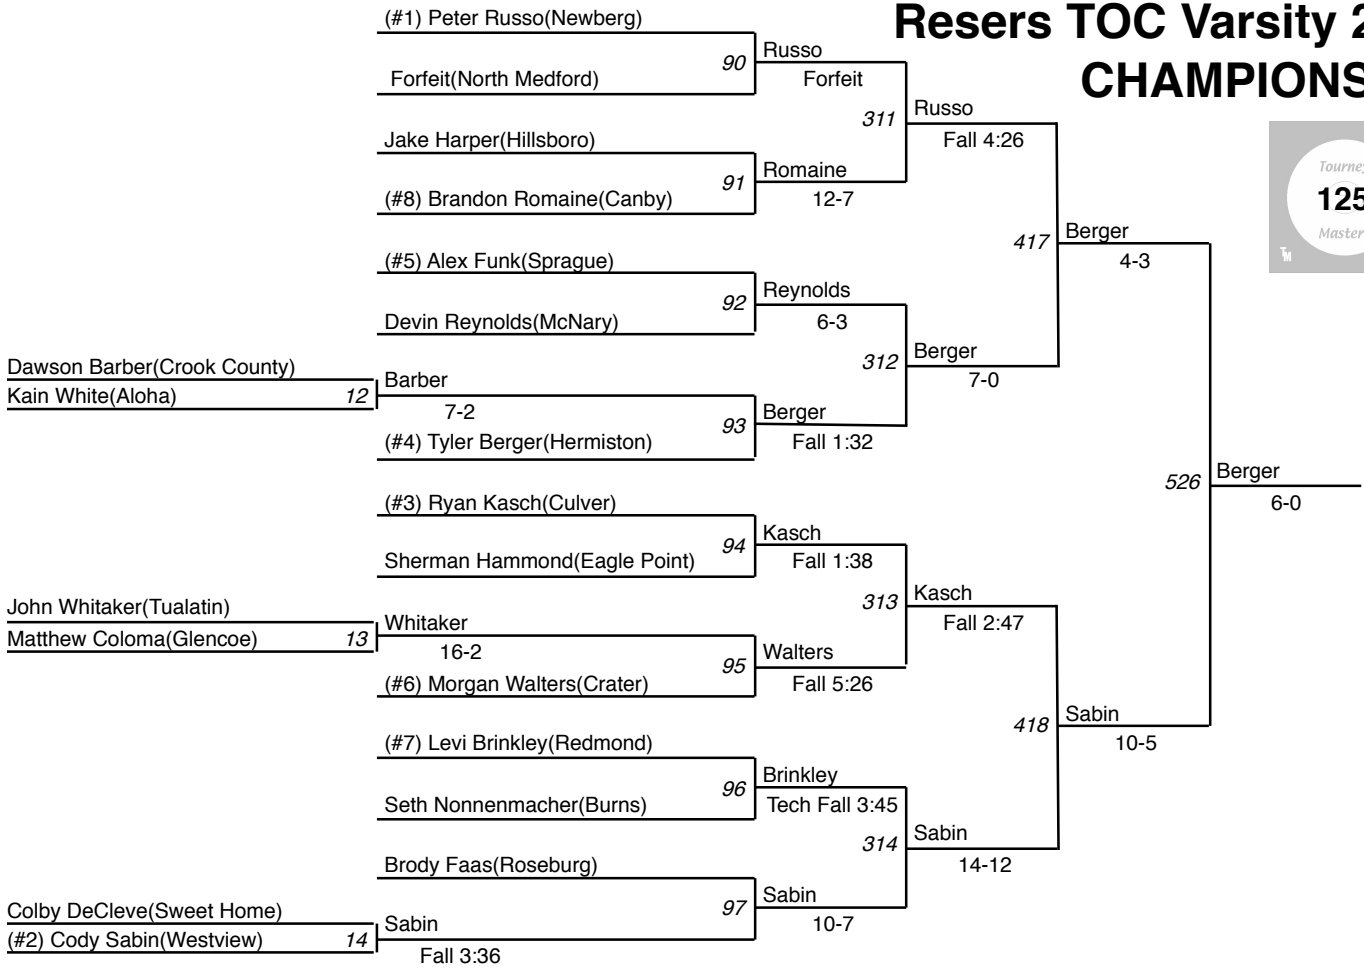 Resers TOC Varsity 2
CHAMPIONS
Tourne
125
Master
TM
(#1) Peter Russo(Newberg)
90
Russo
Forfeit(North Medford)
Forfeit
311
Russo
Fall 4:26
Jake Harper(Hillsboro)
91
Romaine
(#8) Brandon Romaine(Canby)
12-7
417
Berger
4-3
(#5) Alex Funk(Sprague)
92
Reynolds
Devin Reynolds(McNary)
6-3
312
Berger
7-0
Dawson Barber(Crook County)
Kain White(Aloha)
12
Barber
7-2
93
Berger
(#4) Tyler Berger(Hermiston)
Fall 1:32
526
Berger
6-0
(#3) Ryan Kasch(Culver)
94
Kasch
Sherman Hammond(Eagle Point)
Fall 1:38
313
Kasch
Fall 2:47
John Whitaker(Tualatin)
Matthew Coloma(Glencoe)
13
Whitaker
16-2
95
Walters
(#6) Morgan Walters(Crater)
Fall 5:26
418
Sabin
10-5
(#7) Levi Brinkley(Redmond)
96
Brinkley
Seth Nonnenmacher(Burns)
Tech Fall 3:45
314
Sabin
14-12
Brody Faas(Roseburg)
97
Sabin
10-7
Colby DeCleve(Sweet Home)
(#2) Cody Sabin(Westview)
14
Sabin
Fall 3:36